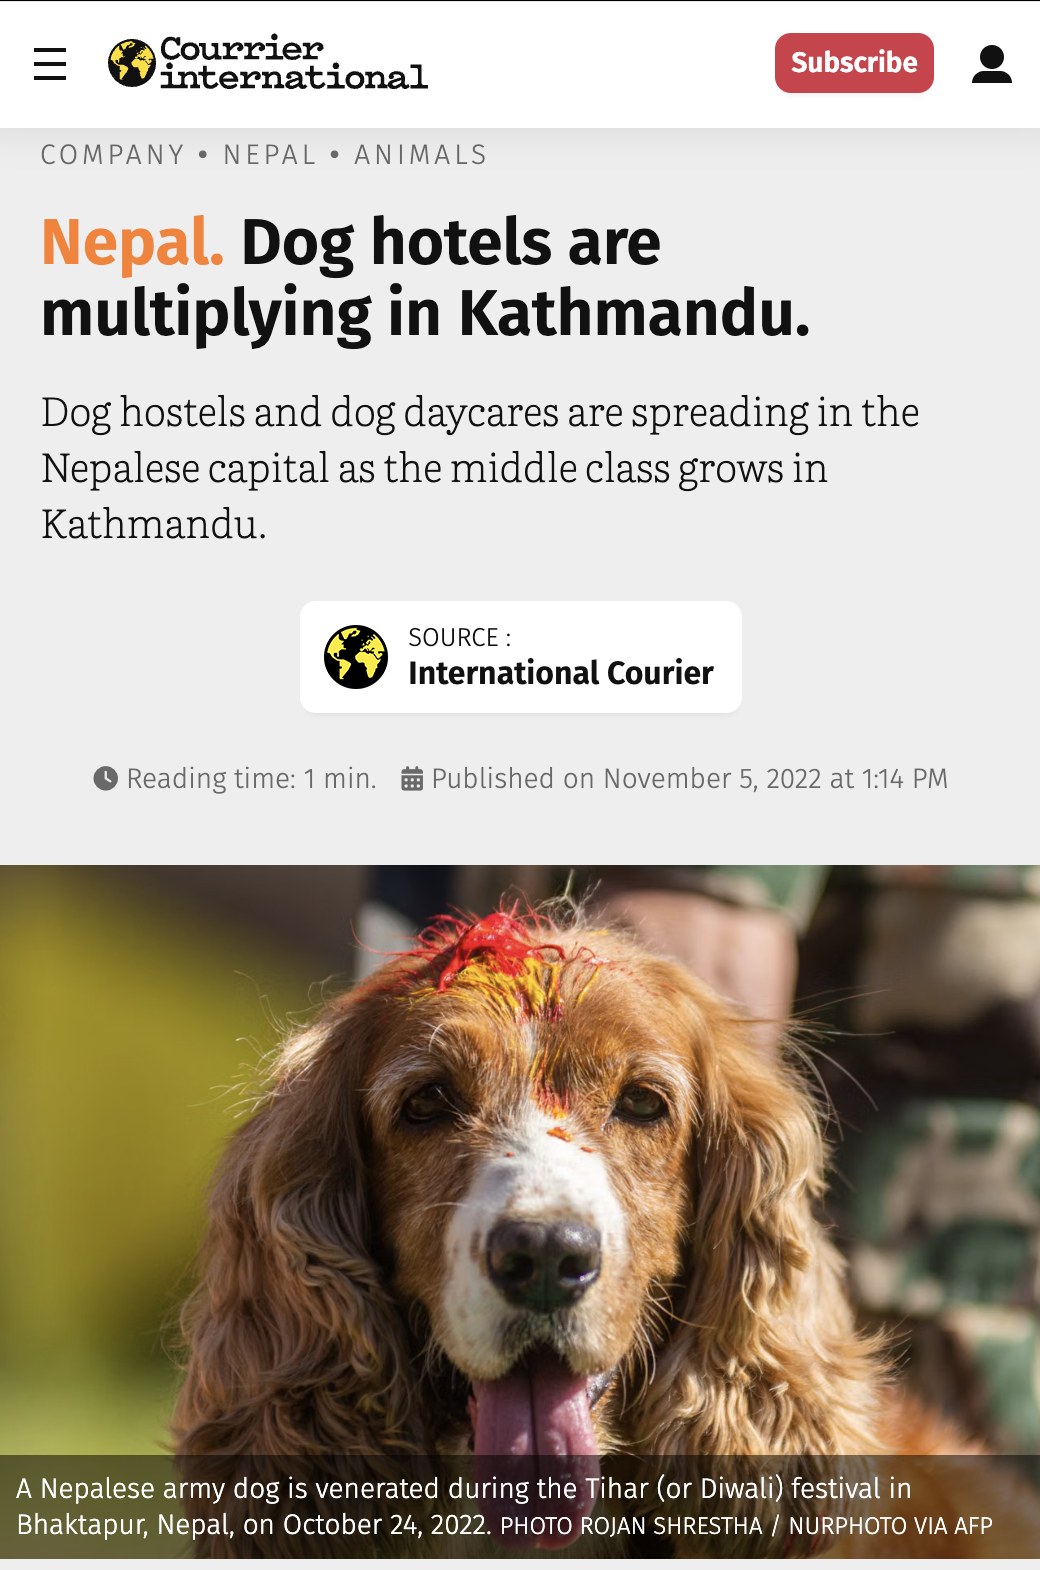 Courrier
international
Subscribe
COMPANY • NEPAL • ANIMALS
Nepal. Dog hotels are
multiplying in Kathmandu.
Dog hostels and dog daycares are spreading in the
Nepalese capital as the middle class grows in
Kathmandu.
SOURCE :
International Courier
Reading time: 1 min. Published on November 5, 2022 at 1:14 PM
A Nepalese army dog is venerated during the Tihar (or Diwali) festival in
Bhaktapur, Nepal, on October 24, 2022. PHOTO ROJAN SHRESTHA / NURPHOTO VIA AFP